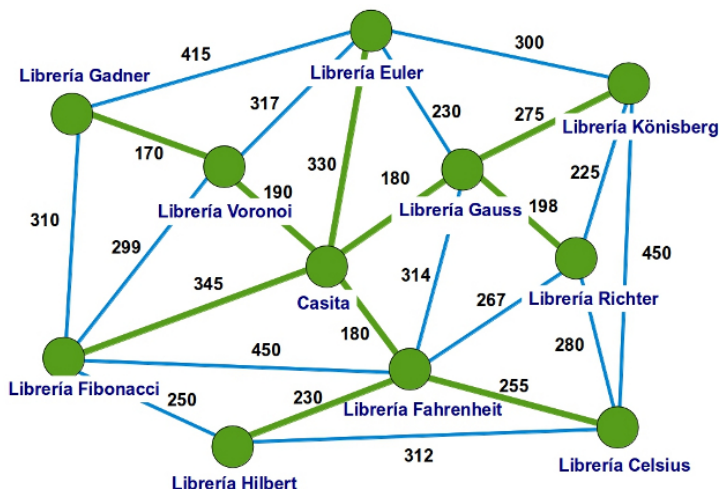 415
300
Librería Gadner
Librería Euler
317
230
275
Librería Könisberg
170
330
180
225
190
Librería Voronoi
Librería Gauss
198
310
299
450
345
314
Casita
267
Librería Richter
180
280
450
Librería Fibonacci
255
230
250
Librería Fahrenheit
312
Librería Celsius
Librería Hilbert